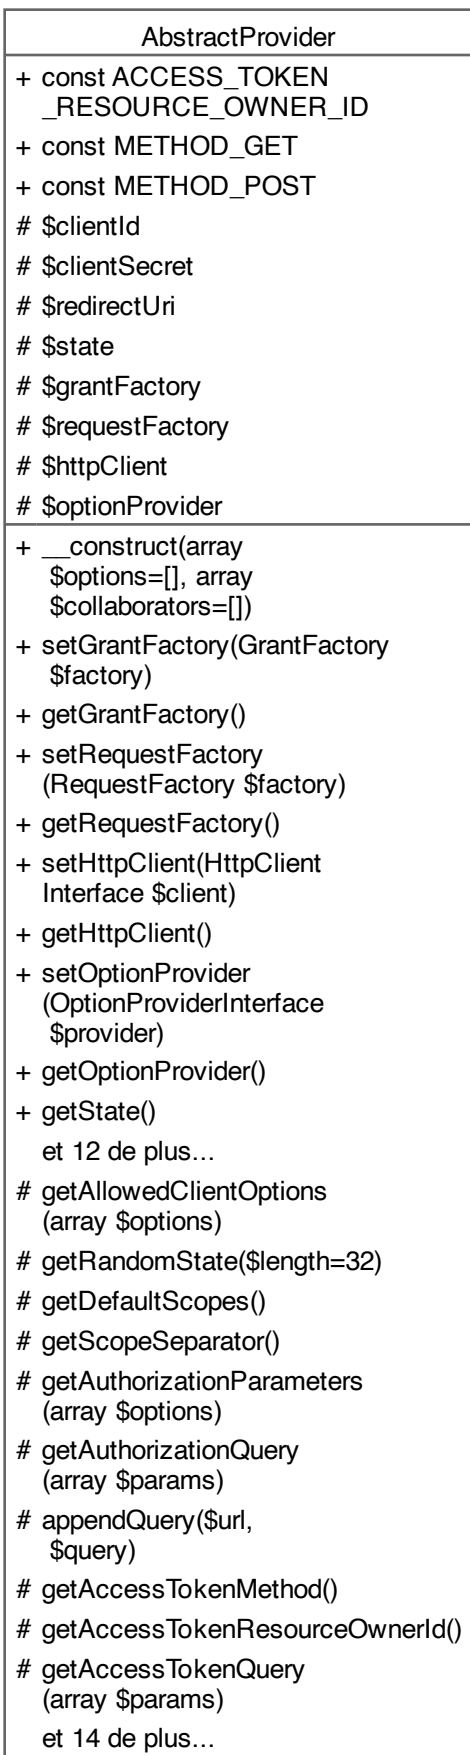 AbstractProvider
+ const ACCESS_TOKEN
_RESOURCE_OWNER_ID
+ const METHOD_GET
+ const METHOD_POST
# $clientId
# $clientSecret
# $redirectUri
# $state
# $grantFactory
# $requestFactory
# $httpClient
# $optionProvider
+ __construct(array
$options=[], array
$collaborators=[])
+ setGrantFactory(GrantFactory
$factory)
+ getGrantFactory()
+ setRequestFactory
(RequestFactory $factory)
+ getRequestFactory()
+ setHttpClient(HttpClient
Interface $client)
+ getHttpClient()
+ setOptionProvider
(OptionProviderInterface
$provider)
+ getOptionProvider()
+ getState()
et 12 de plus...
# getAllowedClientOptions
(array $options)
# getRandomState($length=32)
# getDefaultScopes()
# getScopeSeparator()
# getAuthorizationParameters
(array $options)
# getAuthorizationQuery
(array $params)
# appendQuery($url,
$query)
# getAccessTokenMethod()
# getAccessTokenResourceOwnerId()
# getAccessTokenQuery
(array $params)
et 14 de plus...